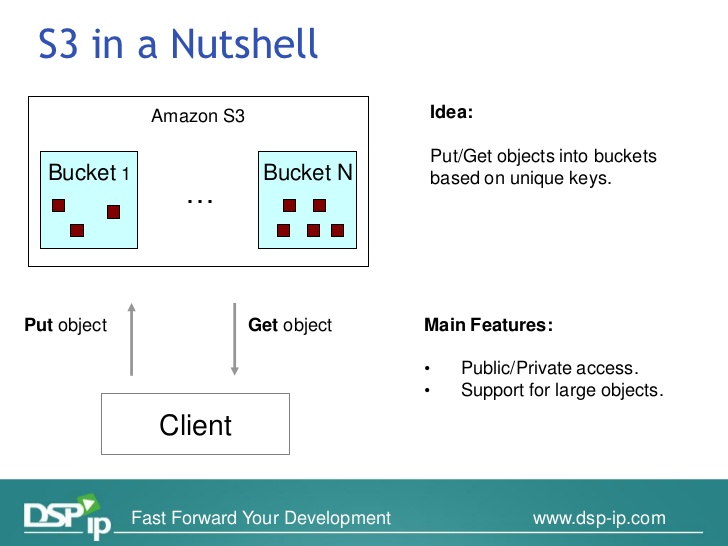 S3 in a Nutshell
Amazon S3
Bucket 1
...
Bucket N
Idea:
Put/Get objects into buckets
based on unique keys.
Put object
Get object
Main Features:
• Public/Private access.
• Support for large objects.
Client
DSP ip
Fast Forward Your Development
www.dsp-ip.com